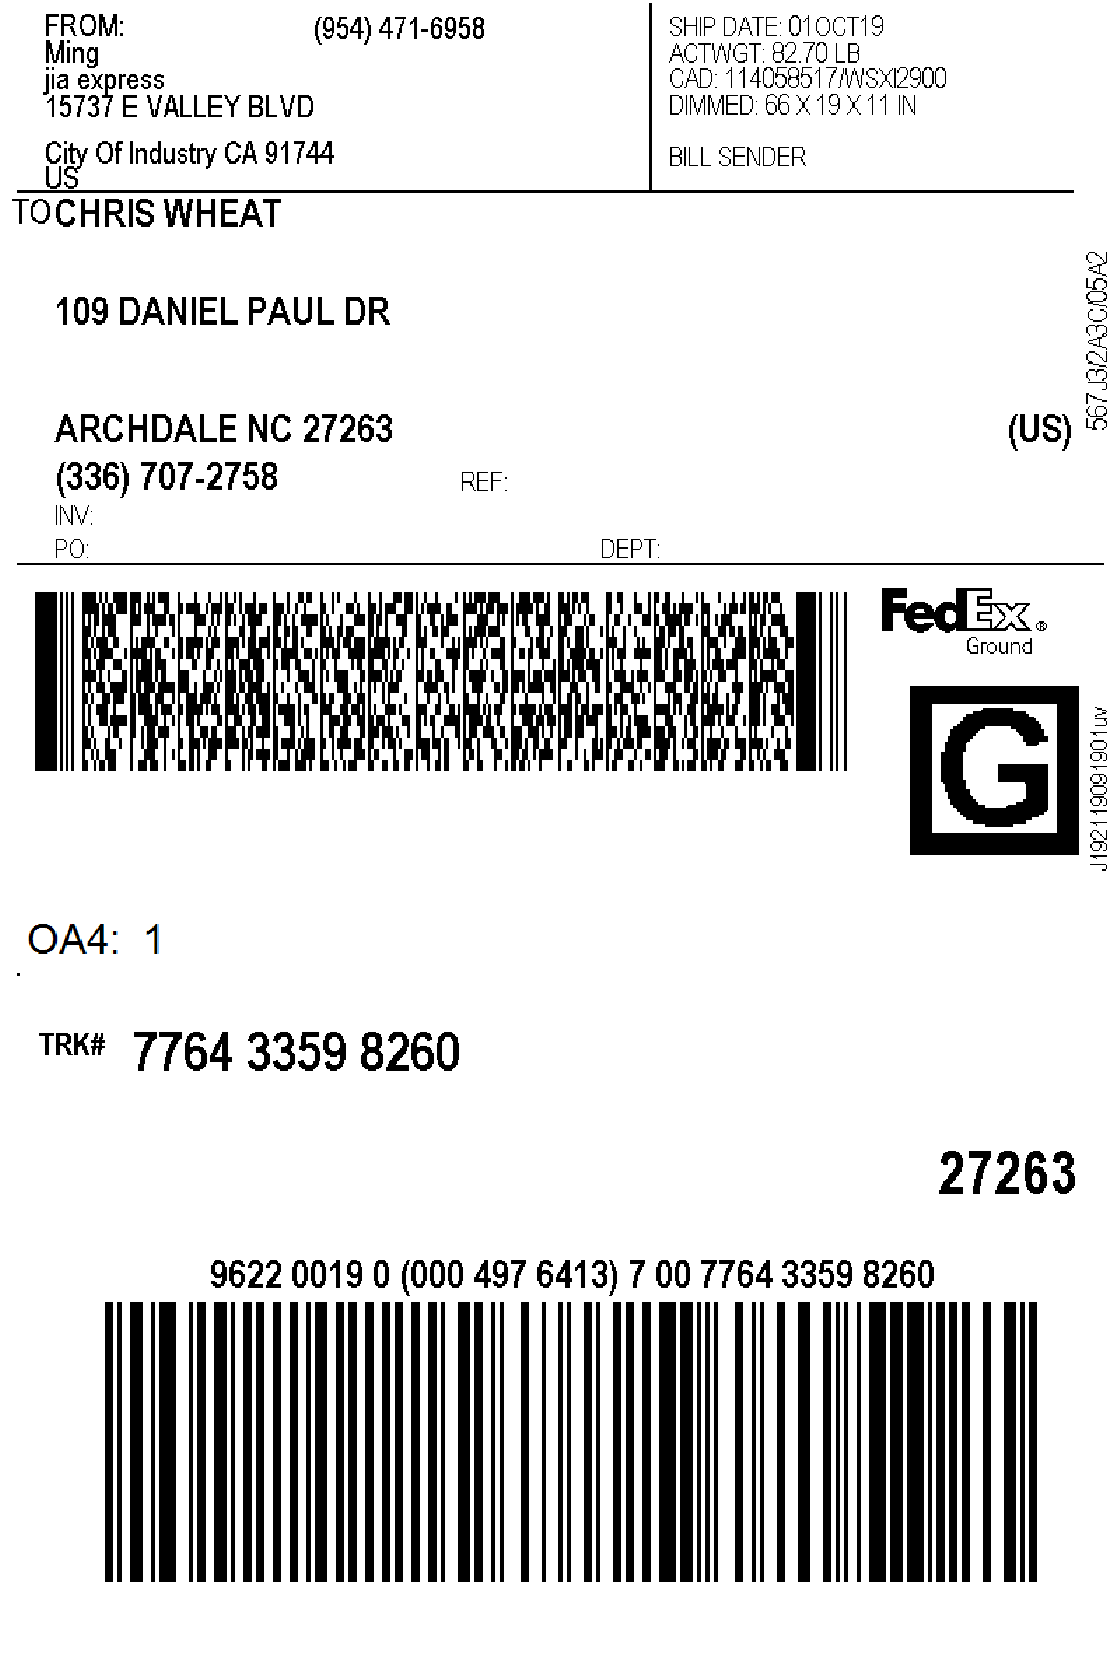 FROM: (954) 471-6958
Ming
jia express
15737 E VALLEY BLVD
City Of Industry CA 91744
US
SHIP DATE: 01OCT19
ACTWGT: 82.70 LB
CAD: 114058517/WSXI2900
DIMMED: 66 X 19 X 11 IN
BILL SENDER
TO CHRIS WHEAT
109 DANIEL PAUL DR
ARCHDALE NC 27263 (US)
(336) 707-2758 REF:
INV:
PO: DEPT:
567J3/2A3C/05A2
FedEx®
Ground
G
J192119091901uv
OA4: 1
.
TRK# 7764 3359 8260
27263
9622 0019 0 (000 497 6413) 7 00 7764 3359 8260